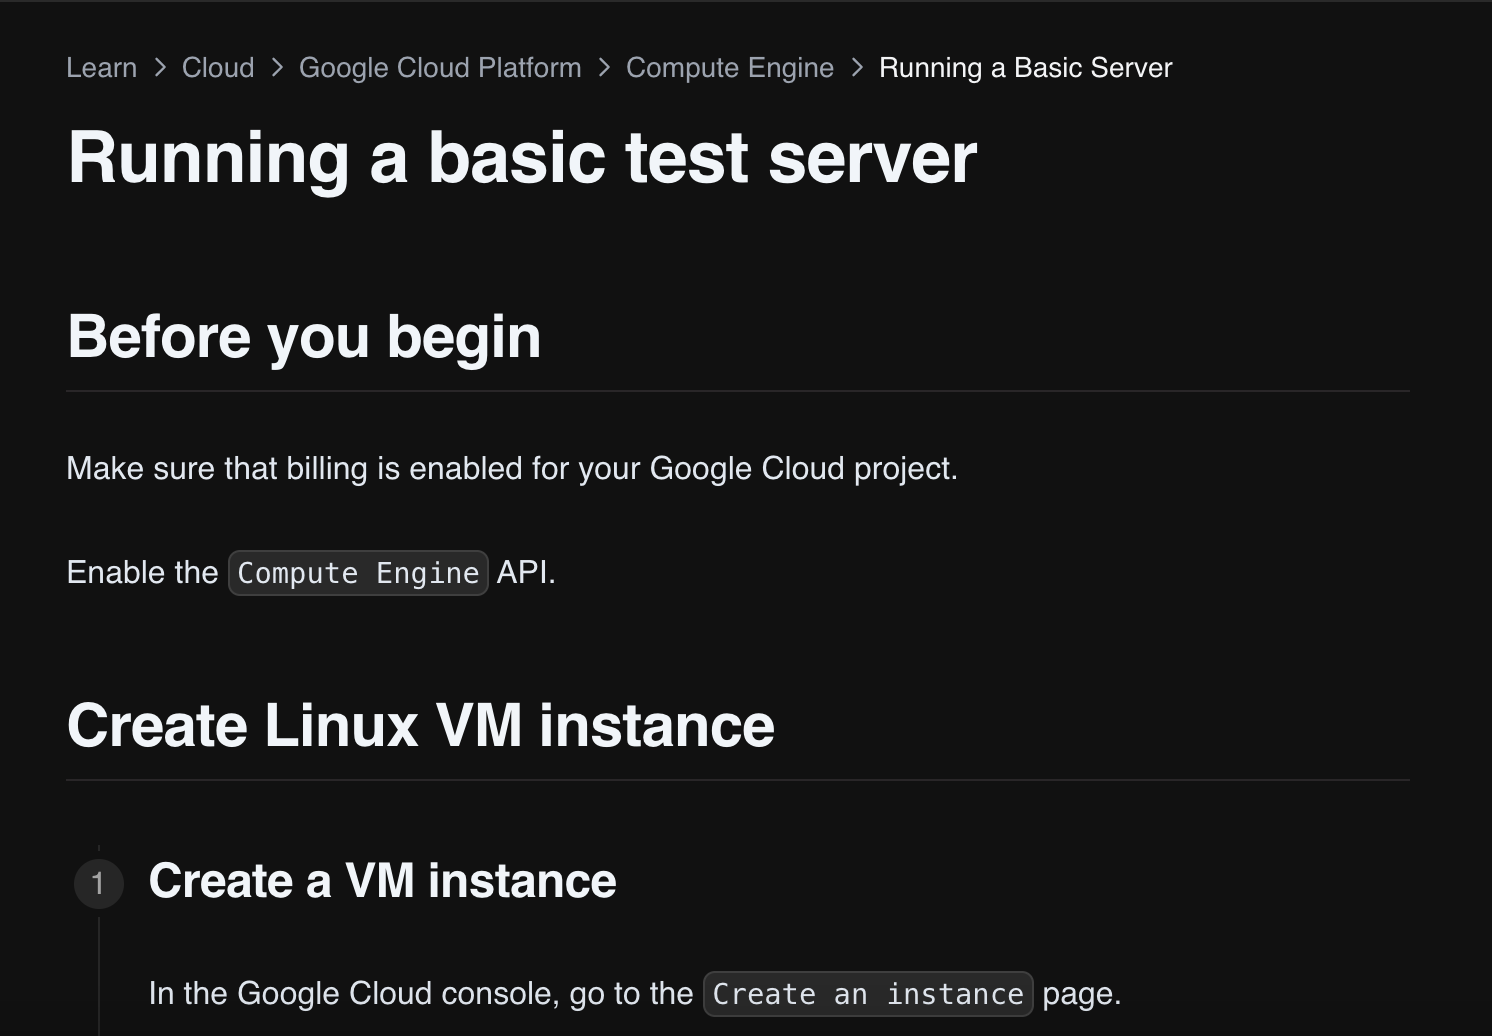 Learn > Cloud > Google Cloud Platform > Compute Engine > Running a Basic Server
Running a basic test server
Before you begin
Make sure that billing is enabled for your Google Cloud project.
Enable the Compute Engine API.
Create Linux VM instance
1 Create a VM instance
In the Google Cloud console, go to the Create an instance page.